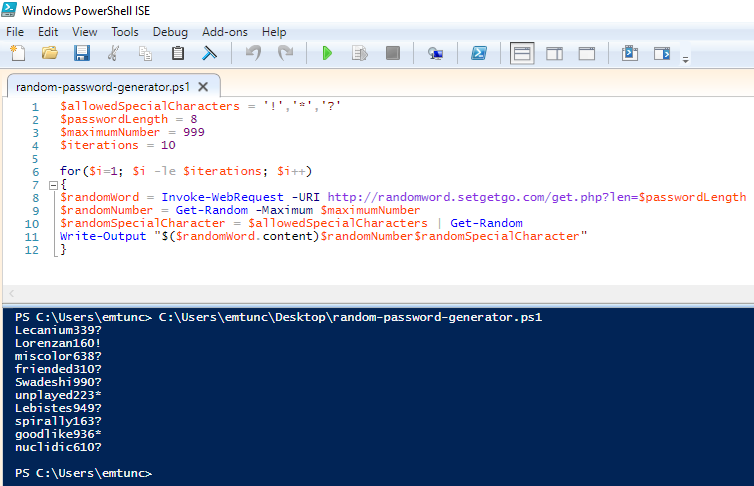 Windows PowerShell ISE
File Edit View Tools Debug Add-ons Help
random-password-generator.ps1 X
1 $allowedSpecialCharacters = '!','*','?'
2 $passwordLength = 8
3 $maximumNumber = 999
4 $iterations = 10
5
6 for($i=1; $i -le $iterations; $i++)
7 {
8 $randomWord = Invoke-WebRequest -URI http://randomword.setgetgo.com/get.php?len=$passwordLength
9 $randomNumber = Get-Random -Maximum $maximumNumber
10 $randomSpecialCharacter = $allowedSpecialCharacters | Get-Random
11 Write-Output "$($randomWord.content)$randomNumber$randomSpecialCharacter"
12 }
PS C:\Users\emtunc> C:\Users\emtunc\Desktop\random-password-generator.ps1
Lecanium339?
Lorenzan160!
miscolor638?
friended310?
Swadeshi990?
unplayed223*
Lebistes949?
spirally163?
goodlike936*
nuclidic610?
PS C:\Users\emtunc>